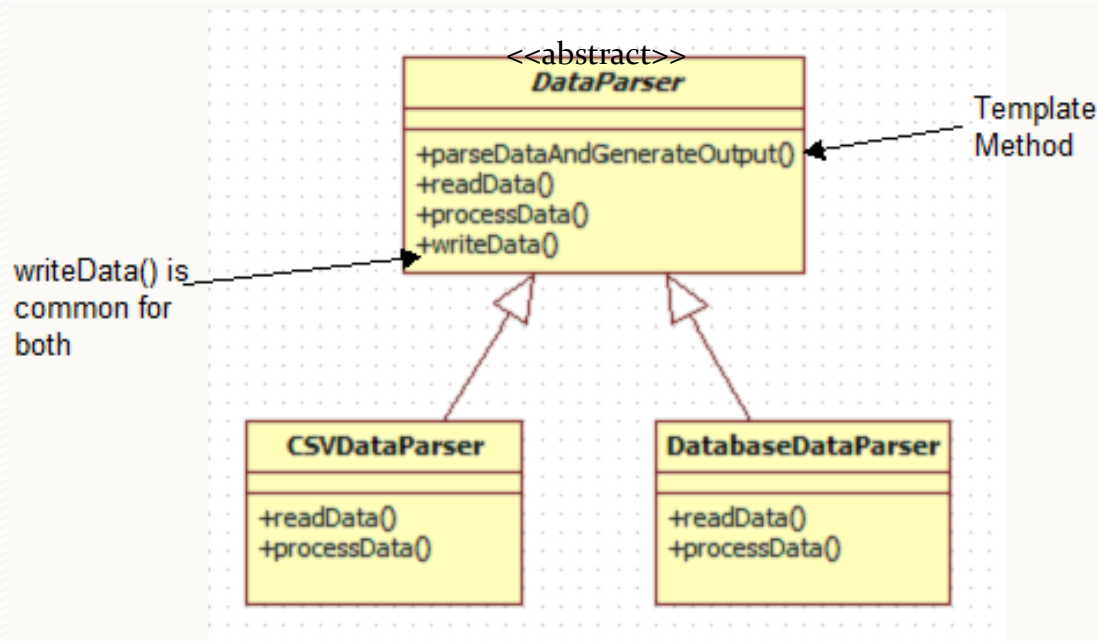 <<abstract>>
DataParser
+parseDataAndGenerateOutput()
+readData()
+processData()
+writeData()
Template
Method
writeData() is
common for
both
CSVDataParser
+readData()
+processData()
DatabaseDataParser
+readData()
+processData()